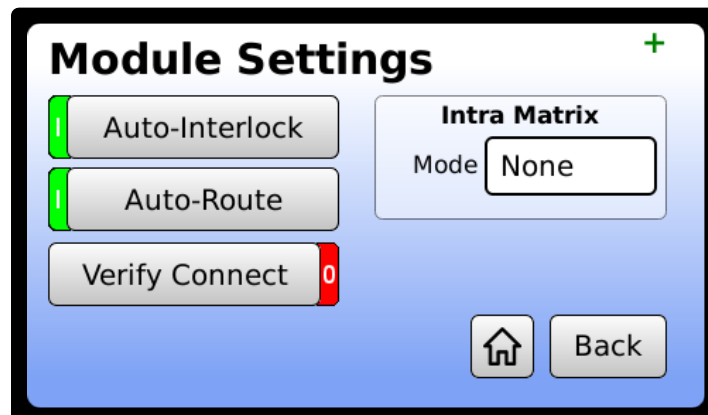 Module Settings
+
I Auto-Interlock
I Auto-Route
Verify Connect 0
Intra Matrix
Mode None
Back